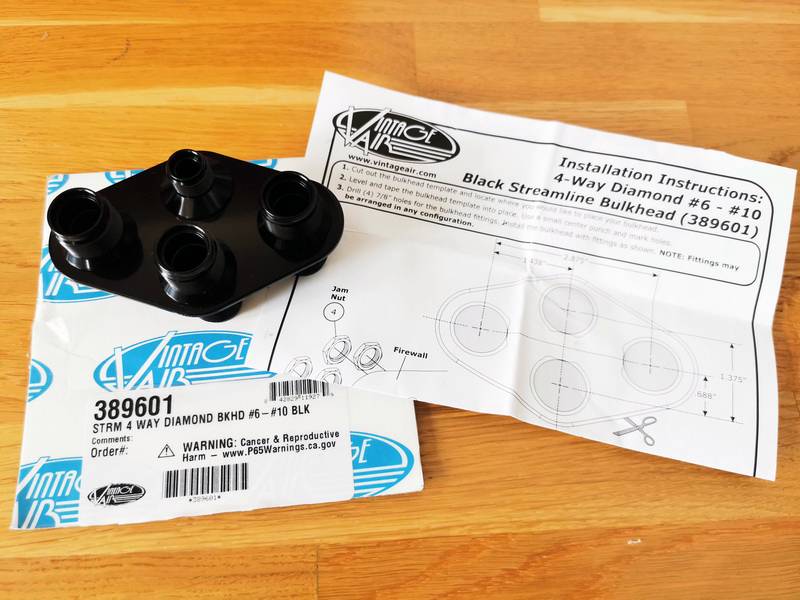 VINTAGE AIR
www.vintageair.com
Installation Instructions:
4-Way Diamond #6 - #10
Black Streamline Bulkhead (389601)
1. Cut out the bulkhead template and locate where you would like to place your bulkhead.
2. Level and tape the bulkhead template into place. Use a small center punch and mark holes.
3. Drill (4) 7/8" holes for the bulkhead fittings. Install the bulkhead with fittings as shown. NOTE: Fittings may
be arranged in any configuration.
2.875"
1.438"
Jam
Nut
4
Firewall
1.375"
.688"
VINTAGE AIR
389601
STRM 4 WAY DIAMOND BKHD #6-#10 BLK
Comments:
Order#:
WARNING: Cancer & Reproductive
Harm - www.P65Warnings.ca.gov
VINTAGE AIR
*389601*
VINTAGE
AIR